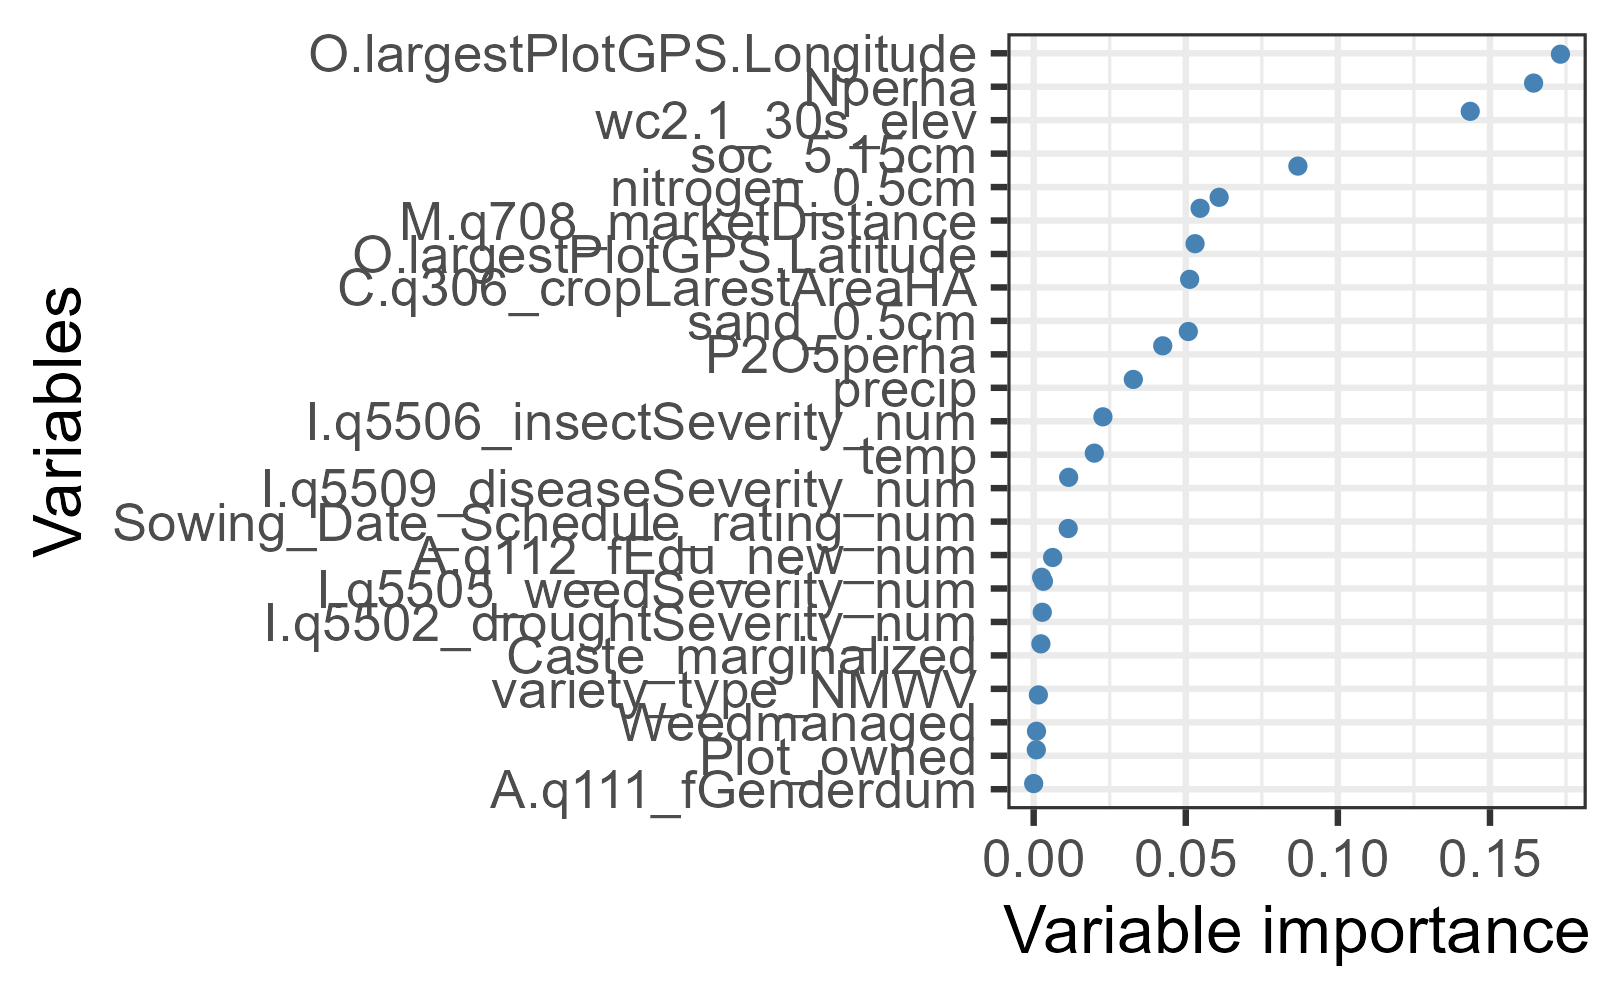 Variables
O.largestPlotGPS.Longitude
Nperha
wc2.1_30s_elev
soc_5.15cm
nitrogen_0.5cm
M.q708_marketDistance
O.largestPlotGPS.Latitude
C.q306_cropLarestAreaHA
sand_0.5cm
P2O5perha
precip
I.q5506_insectSeverity_num
temp
I.q5509_diseaseSeverity_num
Sowing_Date_Schedule_rating_num
A.q112_fEdu_new_num
I.q5505_weedSeverity_num
I.q5502_droughtSeverity_num
Caste_marginalized
variety_type_NMWV
Weedmanaged
Plot_owned
A.q111_fGenderdum
0.00 0.05 0.10 0.15
Variable importance